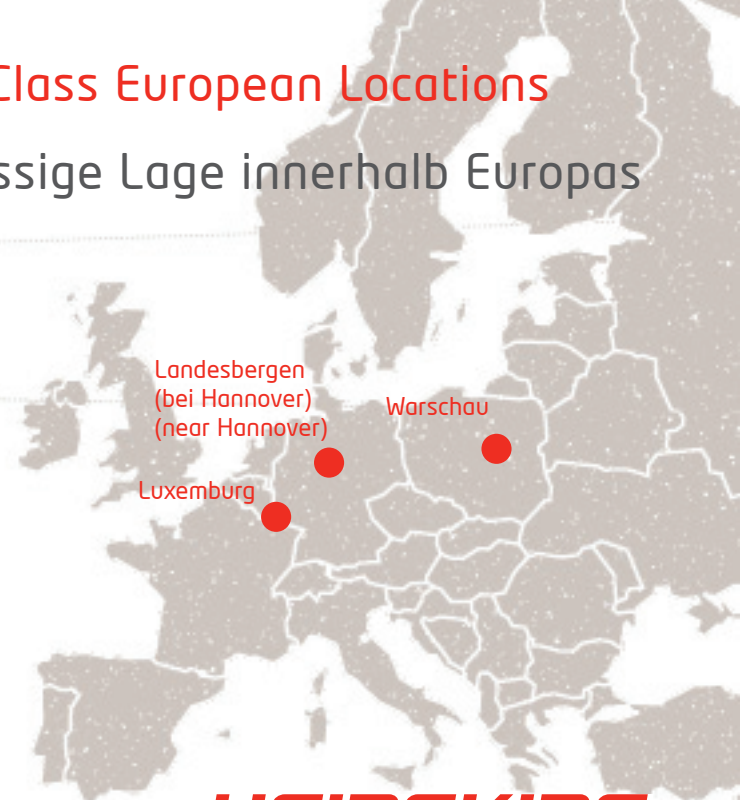 Class European Locations
ssige Lage innerhalb Europas
Landesbergen
(bei Hannover)
(near Hannover)
Warschau
Luxemburg